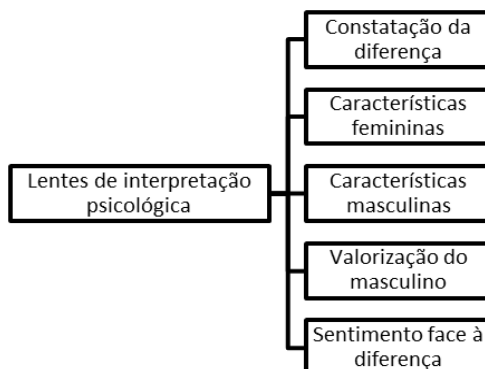 Constatação da
diferença
Características
femininas
Lentes de interpretação
psicológica
Características
masculinas
Valorização do
masculino
Sentimento face à
diferença